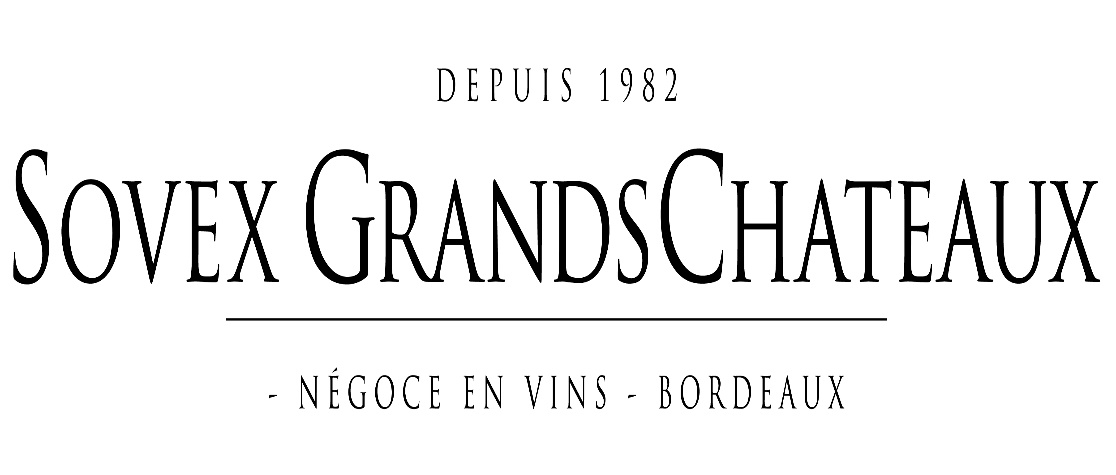 DEPUIS 1982
SOVEX GRANDSCHATEAUX
- NÉGOCE EN VINS - BORDEAUX